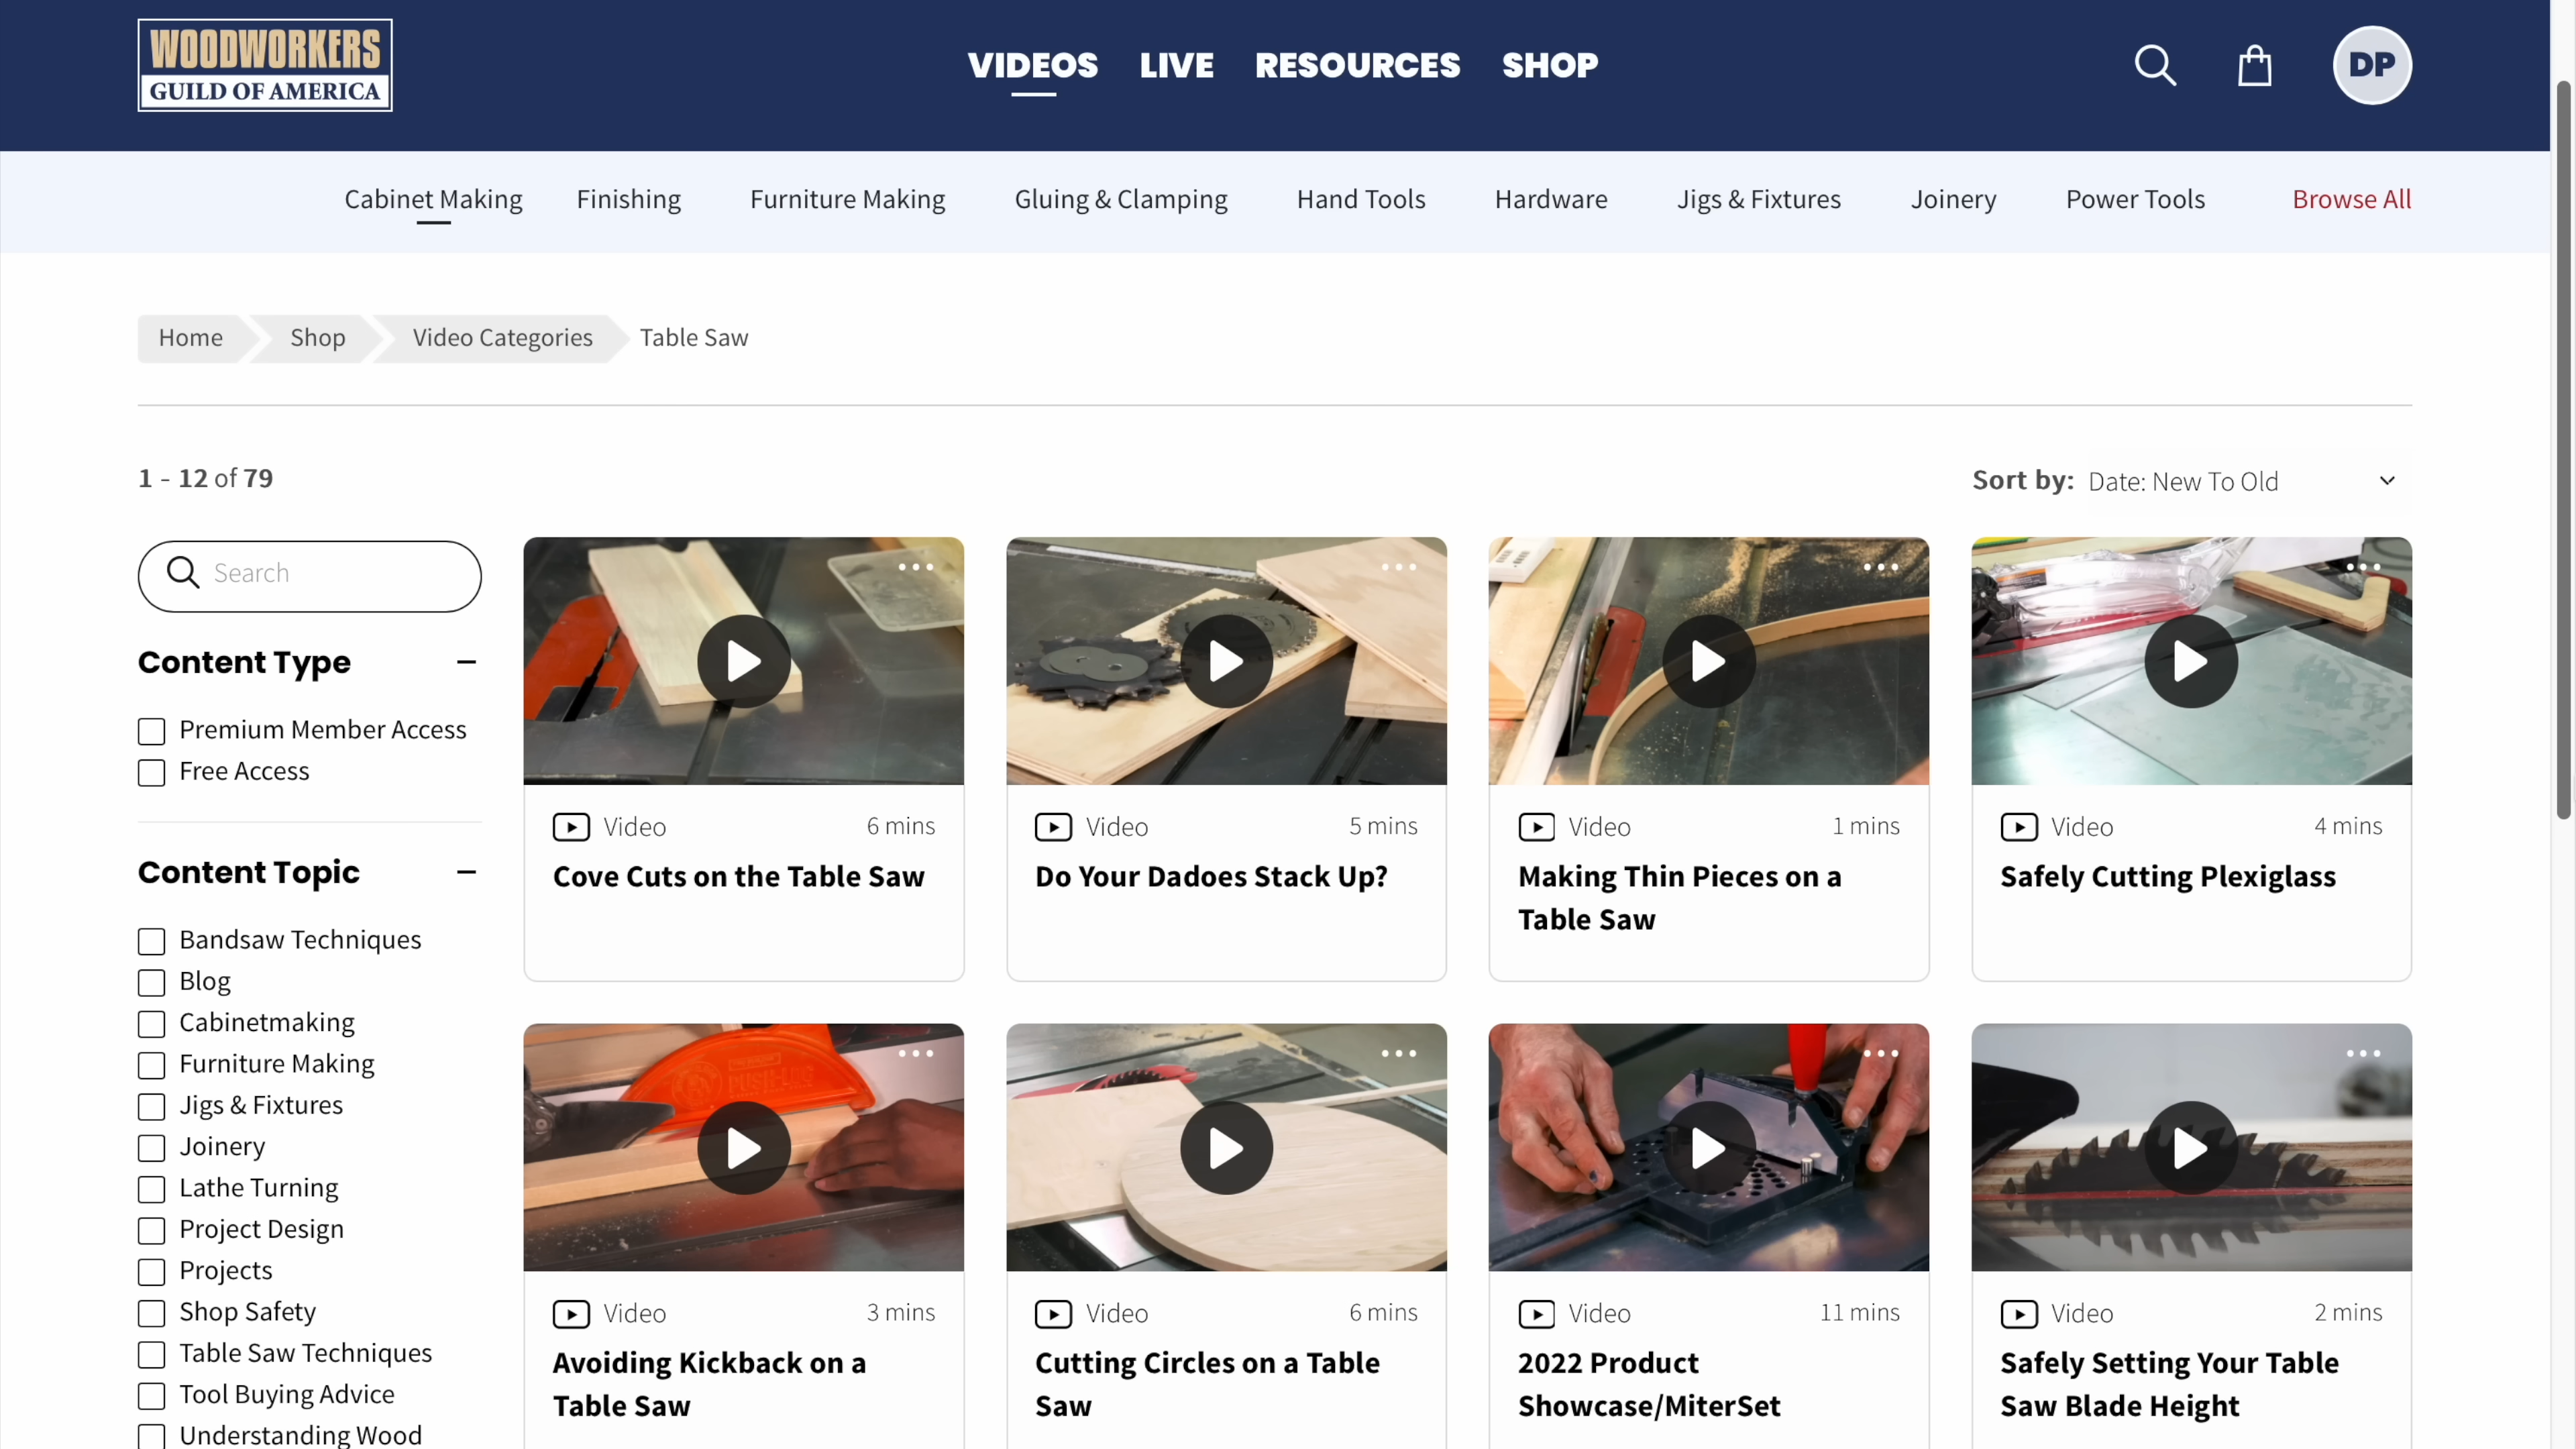 WOODWORKERS
GUILD OF AMERICA
VIDEOS LIVE RESOURCES SHOP
DP
Cabinet Making Finishing Furniture Making Gluing & Clamping Hand Tools Hardware Jigs & Fixtures Joinery Power Tools Browse All
Home Shop Video Categories Table Saw
1 - 12 of 79
Sort by: Date: New To Old
Search
Content Type
Premium Member Access
Free Access
Content Topic
Bandsaw Techniques
Blog
Cabinetmaking
Furniture Making
Jigs & Fixtures
Joinery
Lathe Turning
Project Design
Projects
Shop Safety
Table Saw Techniques
Tool Buying Advice
Understanding Wood
Video 6 mins
Cove Cuts on the Table Saw
Video 5 mins
Do Your Dadoes Stack Up?
Video 1 mins
Making Thin Pieces on a
Table Saw
Video 4 mins
Safely Cutting Plexiglass
Video 3 mins
Avoiding Kickback on a
Table Saw
Video 6 mins
Cutting Circles on a Table
Saw
Video 11 mins
2022 Product
Showcase/MiterSet
Video 2 mins
Safely Setting Your Table
Saw Blade Height